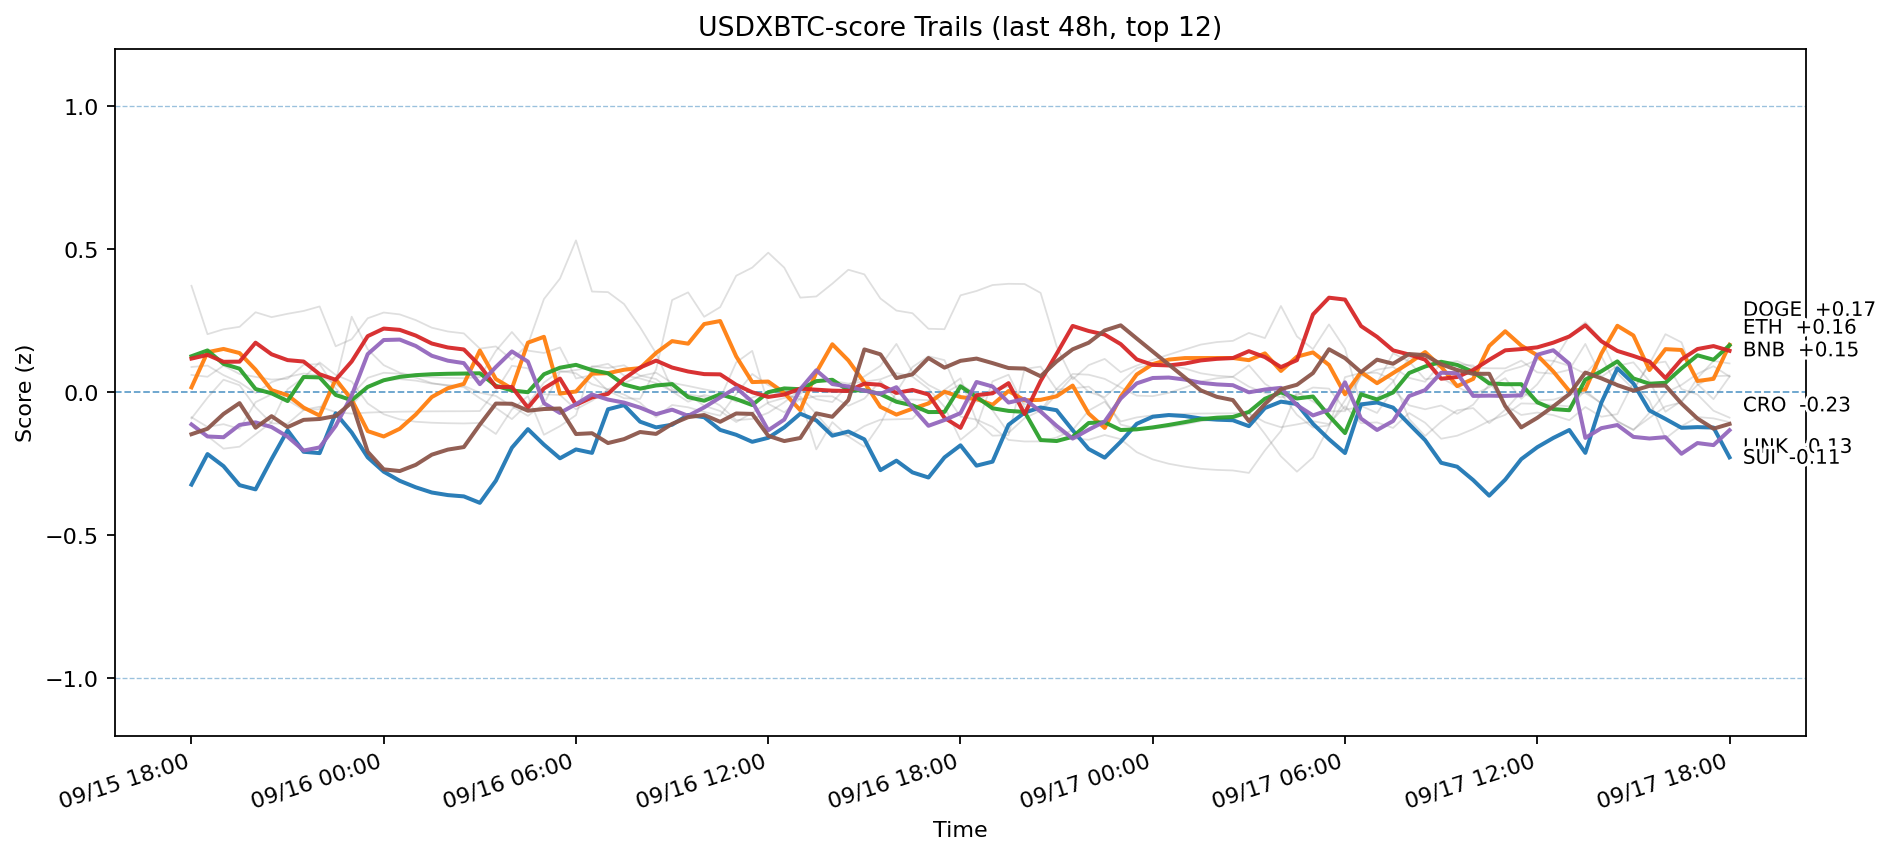 USDXBTC-score Trails (last 48h, top 12)
Score (z)
1.0
0.5
0.0
−0.5
−1.0
DOGE +0.17
ETH +0.16
BNB +0.15
CRO -0.23
LINK -0.13
SUI -0.11
09/15 18:00
09/16 00:00
09/16 06:00
09/16 12:00
09/16 18:00
09/17 00:00
09/17 06:00
09/17 12:00
09/17 18:00
Time